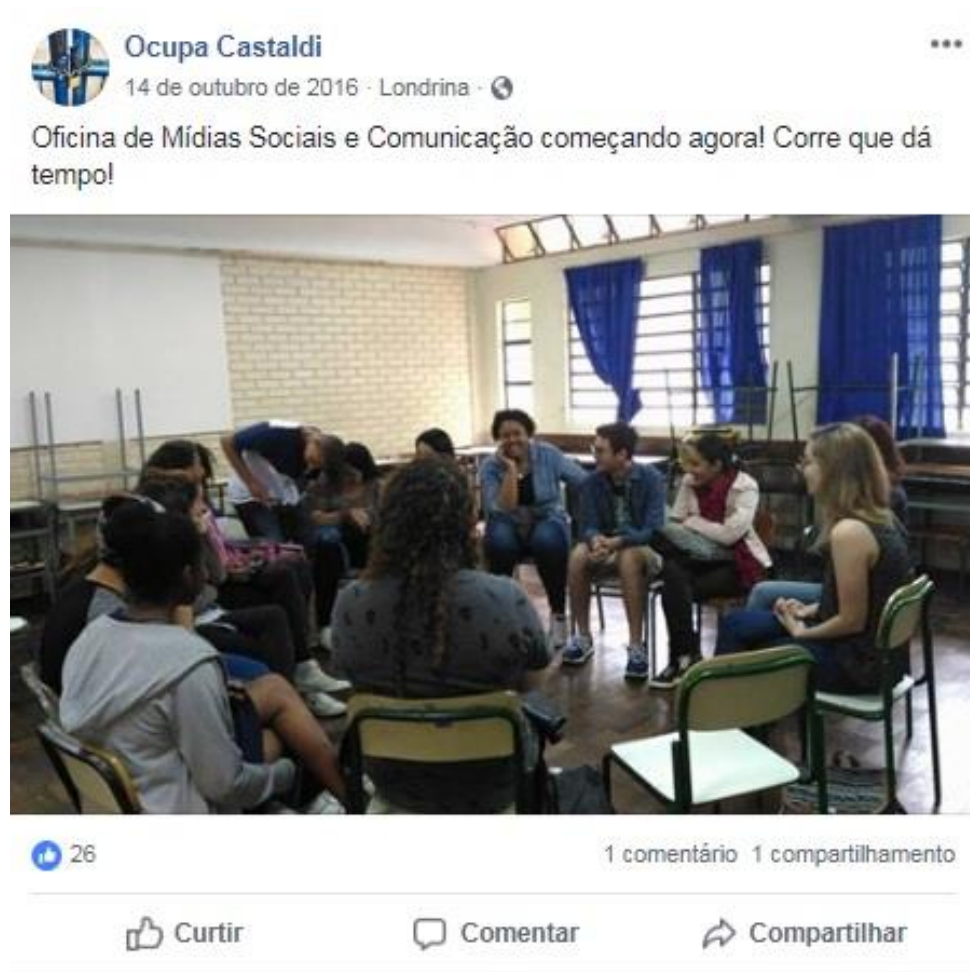 Ocupa Castaldi
14 de outubro de 2016 · Londrina ·
Oficina de Mídias Sociais e Comunicação começando agora! Corre que dá
tempo!
26
1 comentário 1 compartilhamento
Curtir Comentar Compartilhar